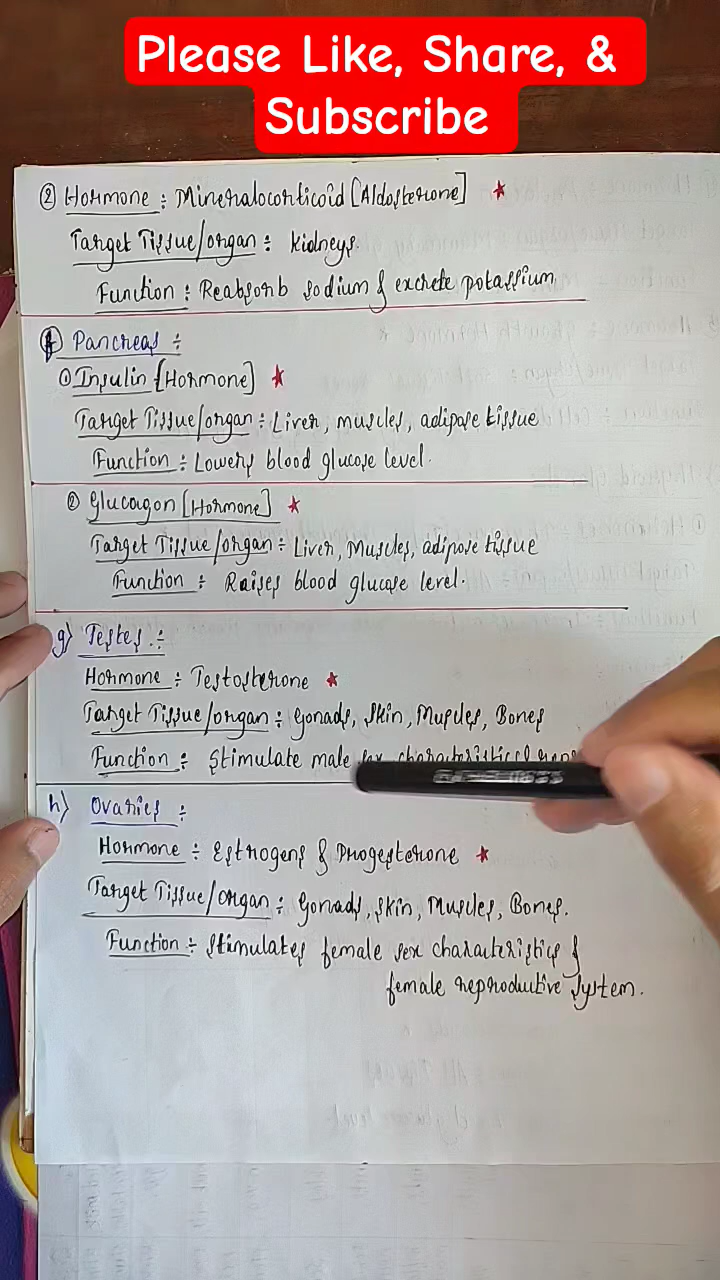 Please Like, Share, &
Subscribe
② Hormone :- Mineralocorticoid [Aldosterone] ★
Target Tissue/organ :- kidneys.
Function :- Reabsorb sodium & excrete potassium
f) Pancreas :-
① Insulin [Hormone] ★
Target Tissue/organ :- Liver, muscles, adipose tissue
Function :- Lowers blood glucose level.
② Glucagon [Hormone] ★
Target Tissue/organ :- Liver, Muscles, adipose tissue
Function :- Raises blood glucose level.
g) Testes :-
Hormone :- Testosterone ★
Target Tissue/organ :- Gonads, Skin, Muscles, Bones
Function :- Stimulate male sex
h) Ovaries :-
Hormone :- Estrogens & Progesterone ★
Target Tissue/organ :- Gonads, Skin, Muscles, Bones.
Function :- Stimulates female sex characteristics &
female reproductive system.